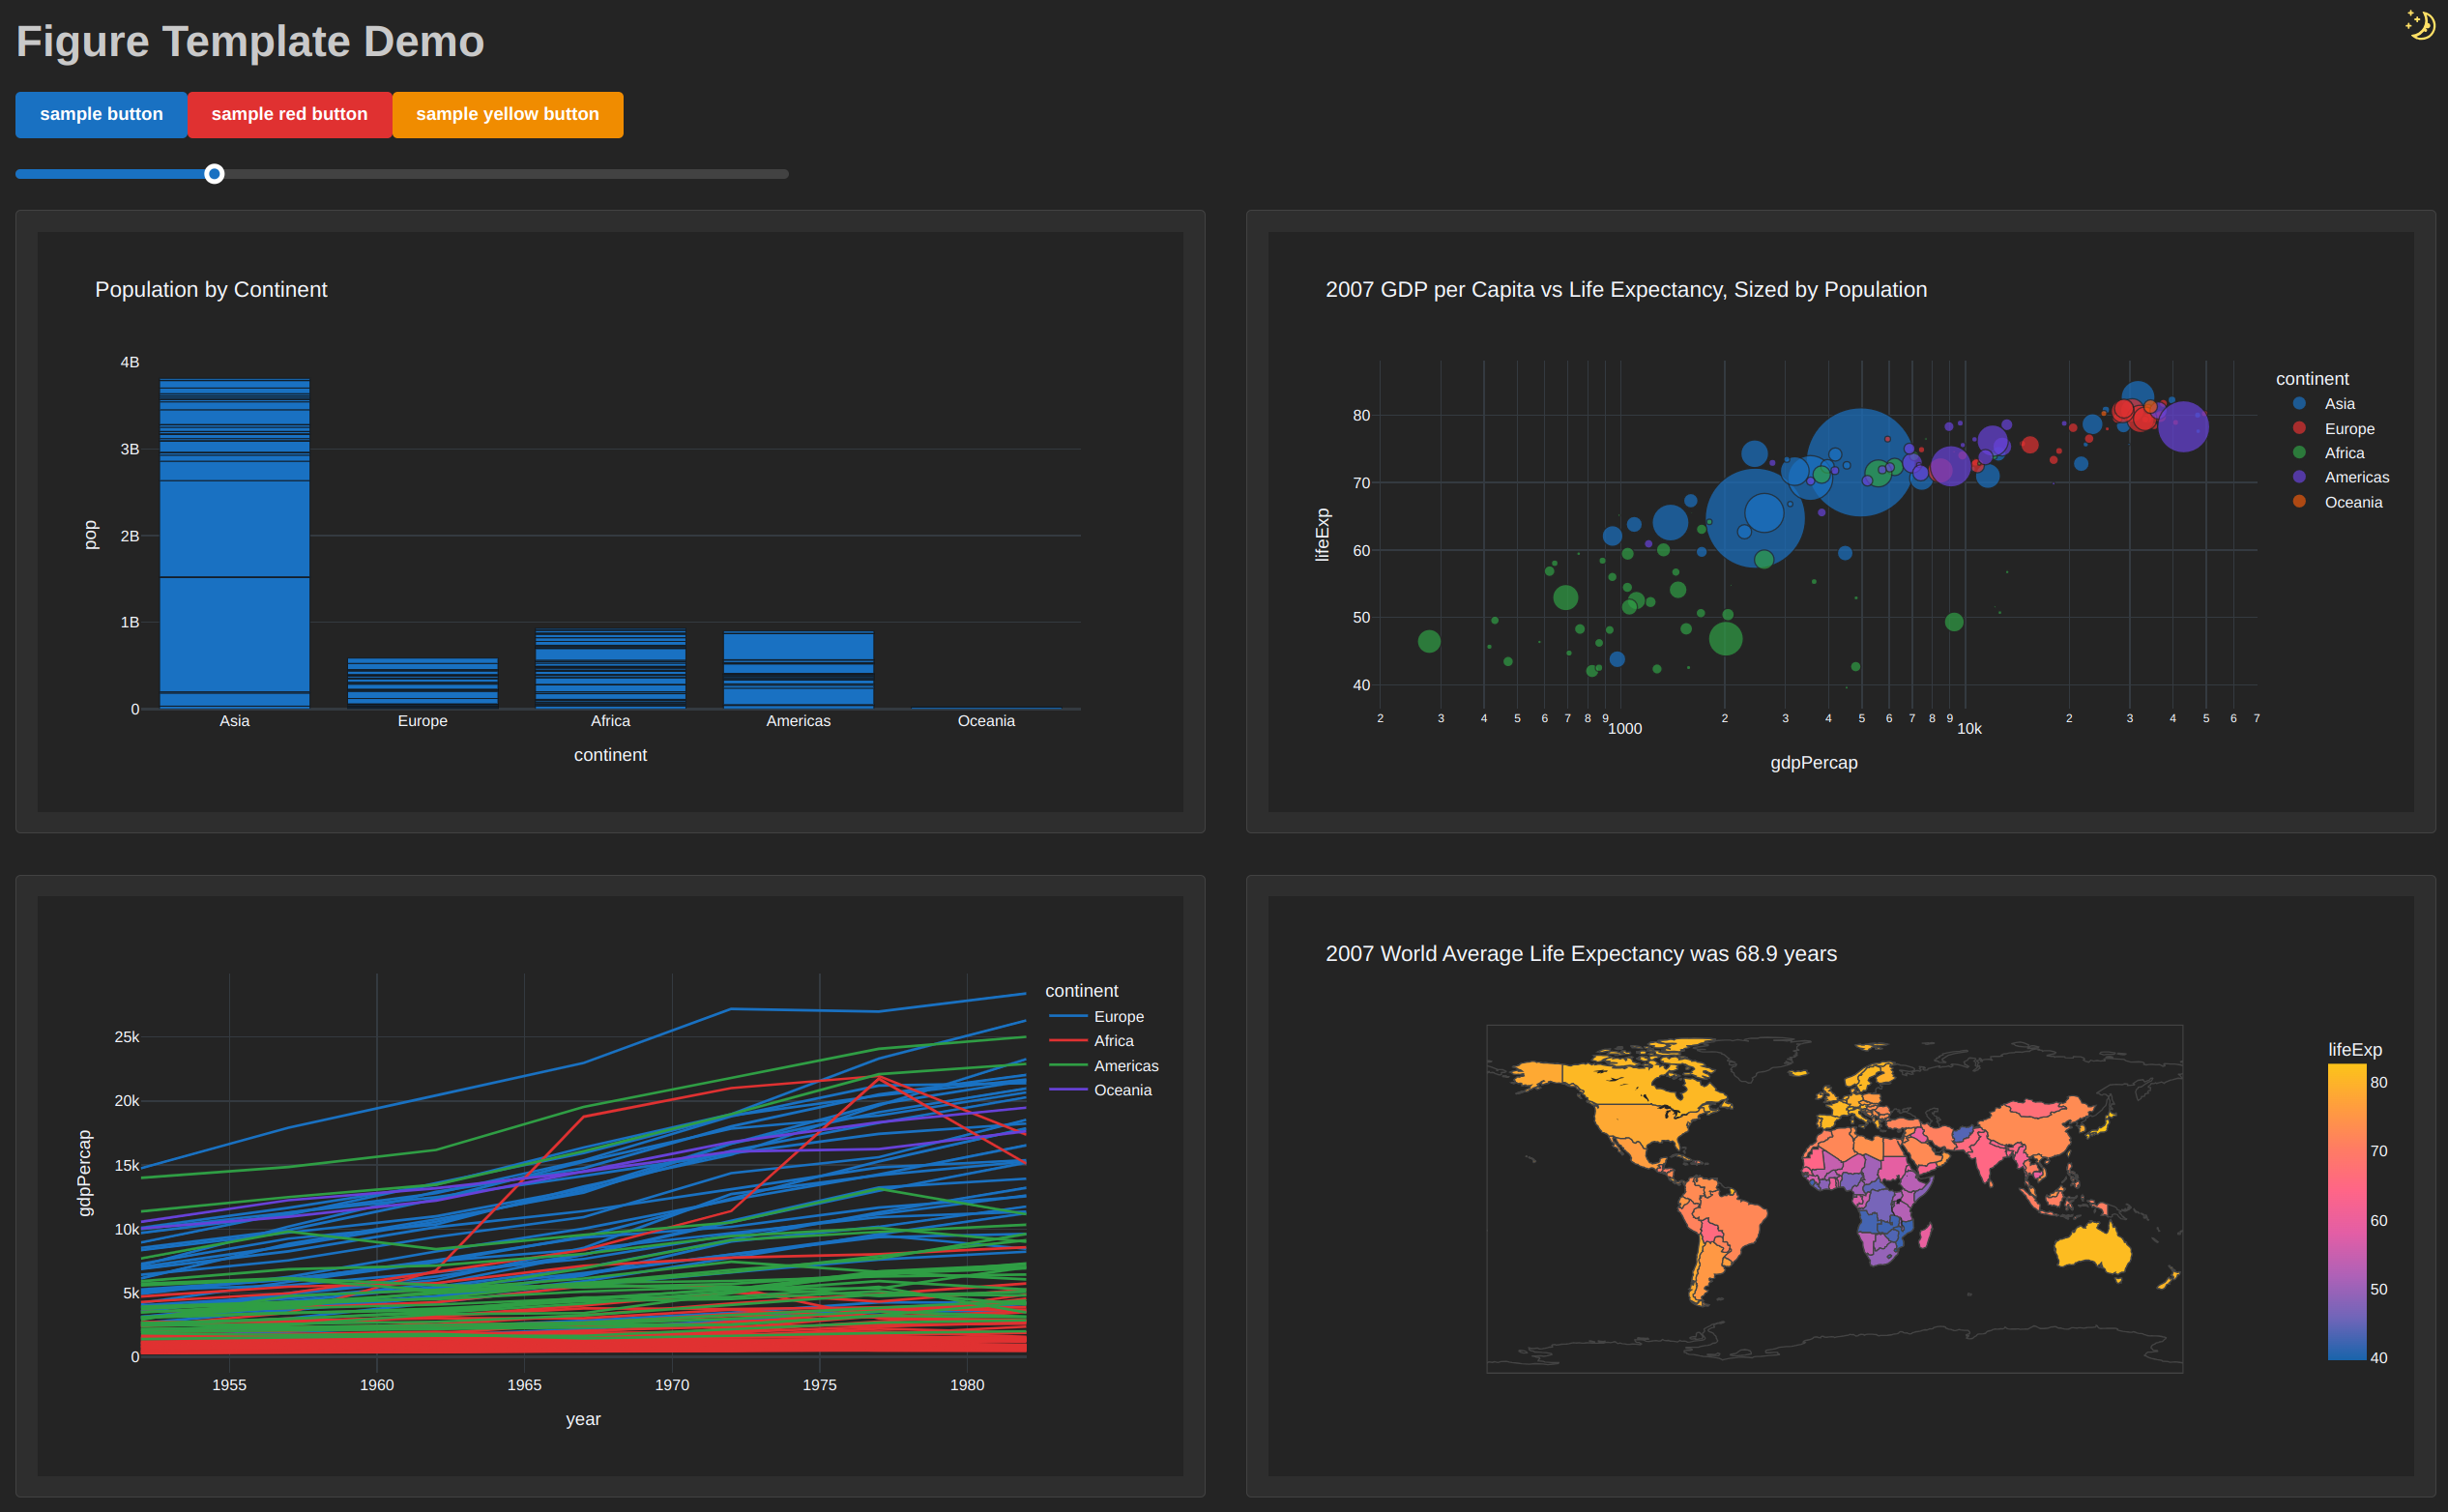 Figure Template Demo
sample button sample red button sample yellow button
Population by Continent
4B
3B
2B
1B
0
pop
Asia Europe Africa Americas Oceania
continent
2007 GDP per Capita vs Life Expectancy, Sized by Population
80
70
60
50
40
lifeExp
2 3 4 5 6 7 8 9 1000 2 3 4 5 6 7 8 9 10k 2 3 4 5 6 7
gdpPercap
continent
Asia
Europe
Africa
Americas
Oceania
25k
20k
15k
10k
5k
0
gdpPercap
1955 1960 1965 1970 1975 1980
year
continent
Europe
Africa
Americas
Oceania
2007 World Average Life Expectancy was 68.9 years
lifeExp
80
70
60
50
40